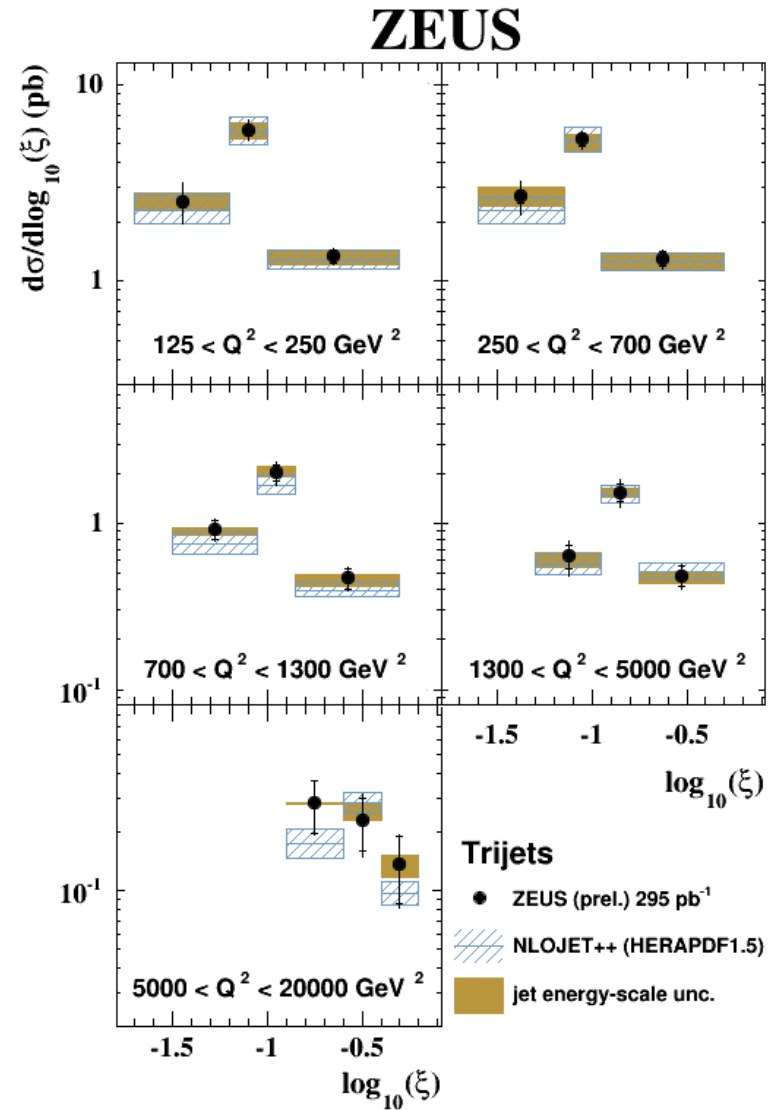 ZEUS
dσ/dlog₁₀(ξ) (pb)
10
1
125 < Q² < 250 GeV²
250 < Q² < 700 GeV²
1
10⁻¹
700 < Q² < 1300 GeV²
1300 < Q² < 5000 GeV²
-1.5 -1 -0.5
log₁₀(ξ)
10⁻¹
5000 < Q² < 20000 GeV²
-1.5 -1 -0.5
log₁₀(ξ)
Trijets
ZEUS (prel.) 295 pb⁻¹
NLOJET++ (HERAPDF1.5)
jet energy-scale unc.